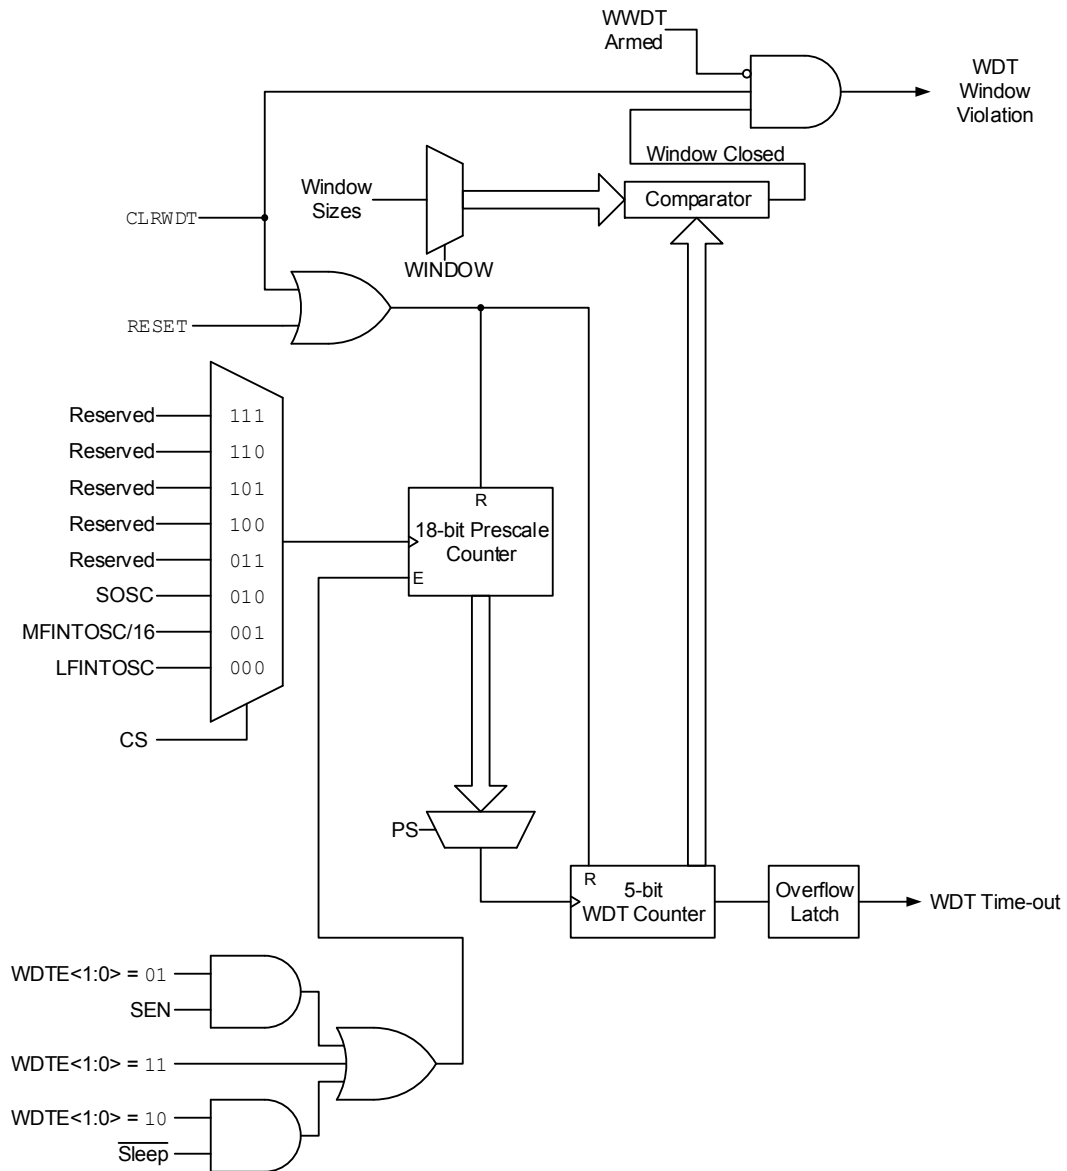 WWDT
Armed
WDT
Window
Violation
Window Closed
Window
Sizes
Comparator
CLRWDT
WINDOW
RESET
Reserved 111
Reserved 110
Reserved 101
Reserved 100
Reserved 011
SOSC 010
MFINTOSC/16 001
LFINTOSC 000
CS
R
18-bit Prescale
Counter
E
PS
R
5-bit
WDT Counter
Overflow
Latch
WDT Time-out
WDTE<1:0> = 01
SEN
WDTE<1:0> = 11
WDTE<1:0> = 10
Sleep